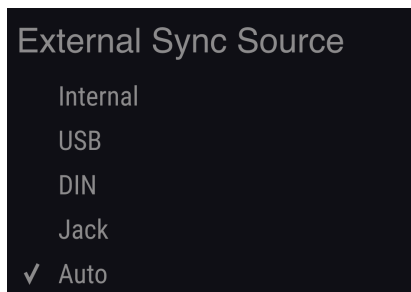 External Sync Source
Internal
USB
DIN
Jack
✓ Auto